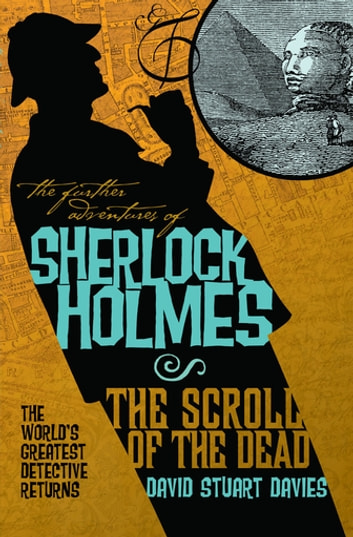 the further
adventures of
SHERLOCK
HOLMES
THE SCROLL
OF THE DEAD
THE
WORLD'S
GREATEST
DETECTIVE
RETURNS
DAVID STUART DAVIES